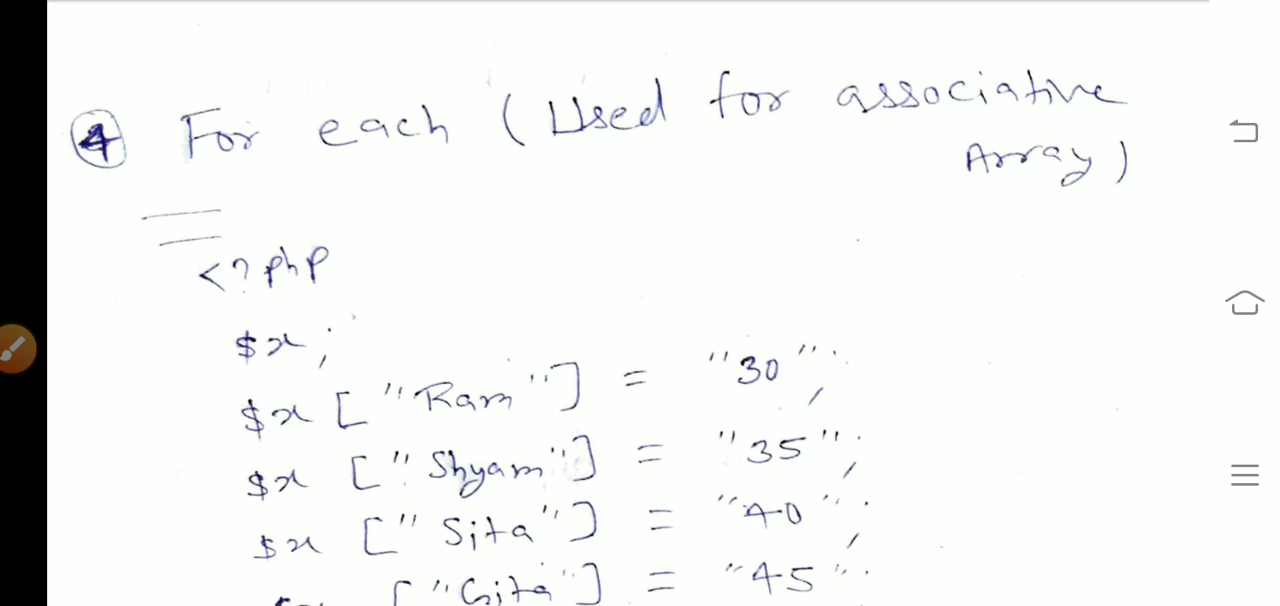 ④ For each (Used for associative
Array)
<?php
$x;
$x ["Ram"] = "30";
$x ["Shyam"] = "35";
$x ["Sita"] = "40";
$x ["Gita"] = "45";